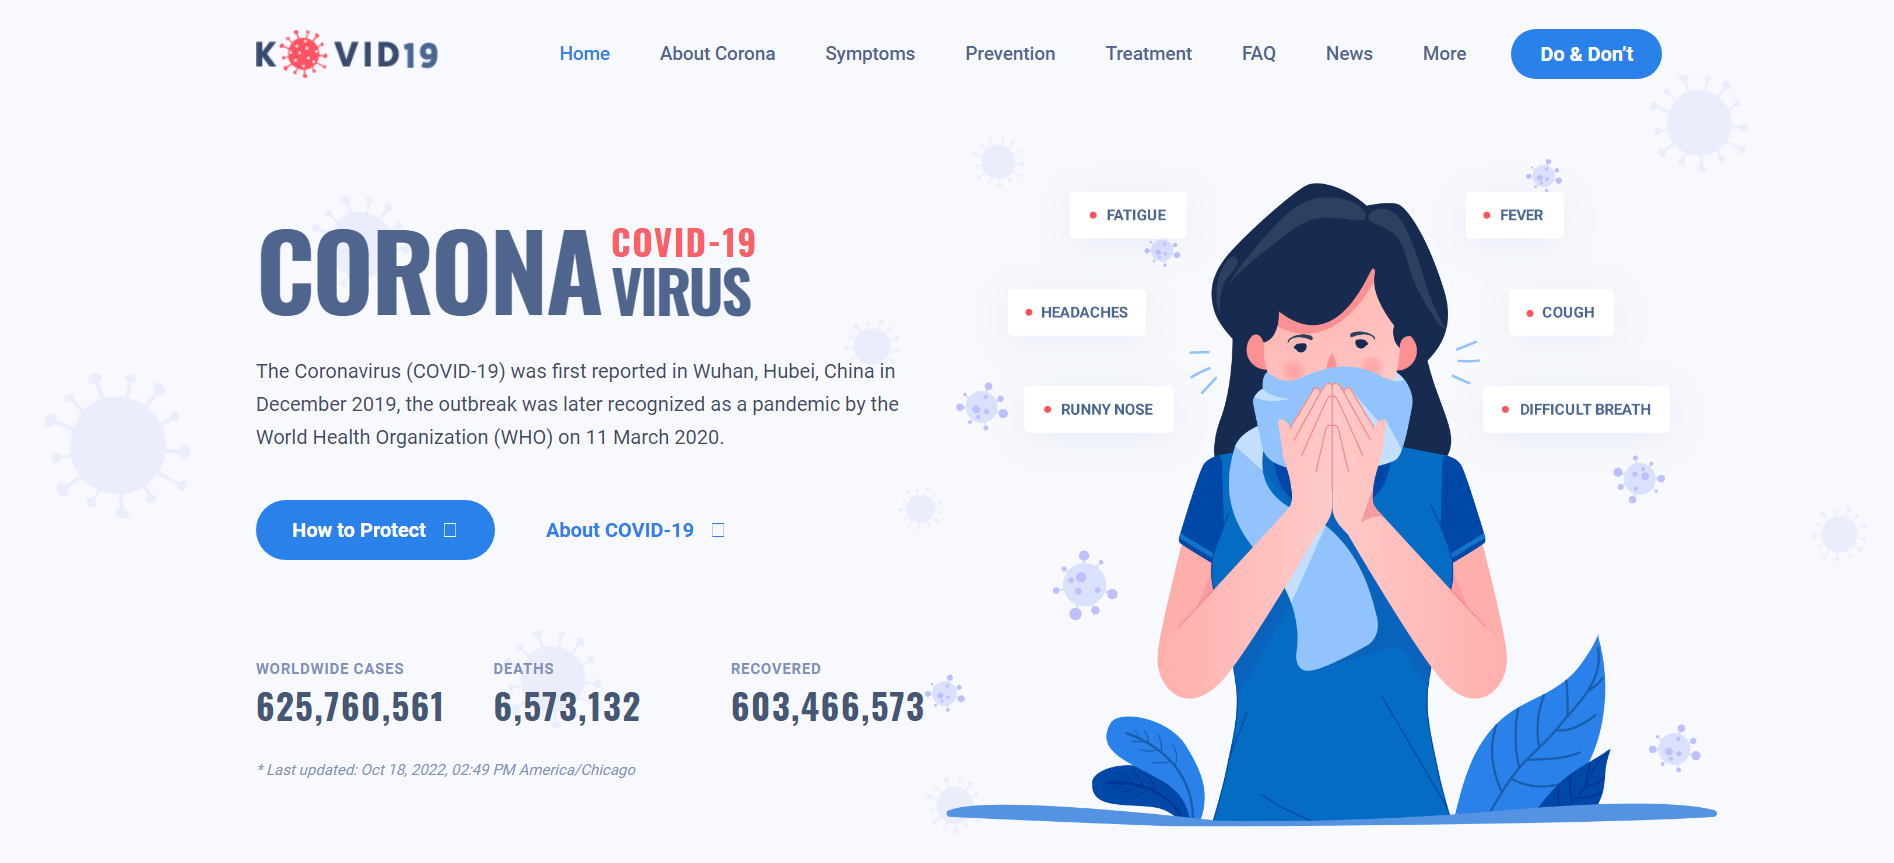 K VID19
Home About Corona Symptoms Prevention Treatment FAQ News More Do & Don't
CORONA COVID-19
VIRUS
The Coronavirus (COVID-19) was first reported in Wuhan, Hubei, China in
December 2019, the outbreak was later recognized as a pandemic by the
World Health Organization (WHO) on 11 March 2020.
How to Protect About COVID-19
WORLDWIDE CASES DEATHS RECOVERED
625,760,561 6,573,132 603,466,573
* Last updated: Oct 18, 2022, 02:49 PM America/Chicago
FATIGUE FEVER
HEADACHES COUGH
RUNNY NOSE DIFFICULT BREATH